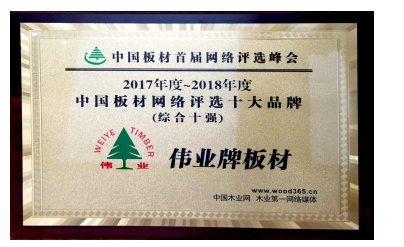 中国板材首届网络评选峰会
2017年度~2018年度
中国板材网络评选十大品牌
(综合十强)
WEIYE TIMBER
伟业
伟业牌板材
www.wood365.cn
中国木业网 木业第一网络媒体